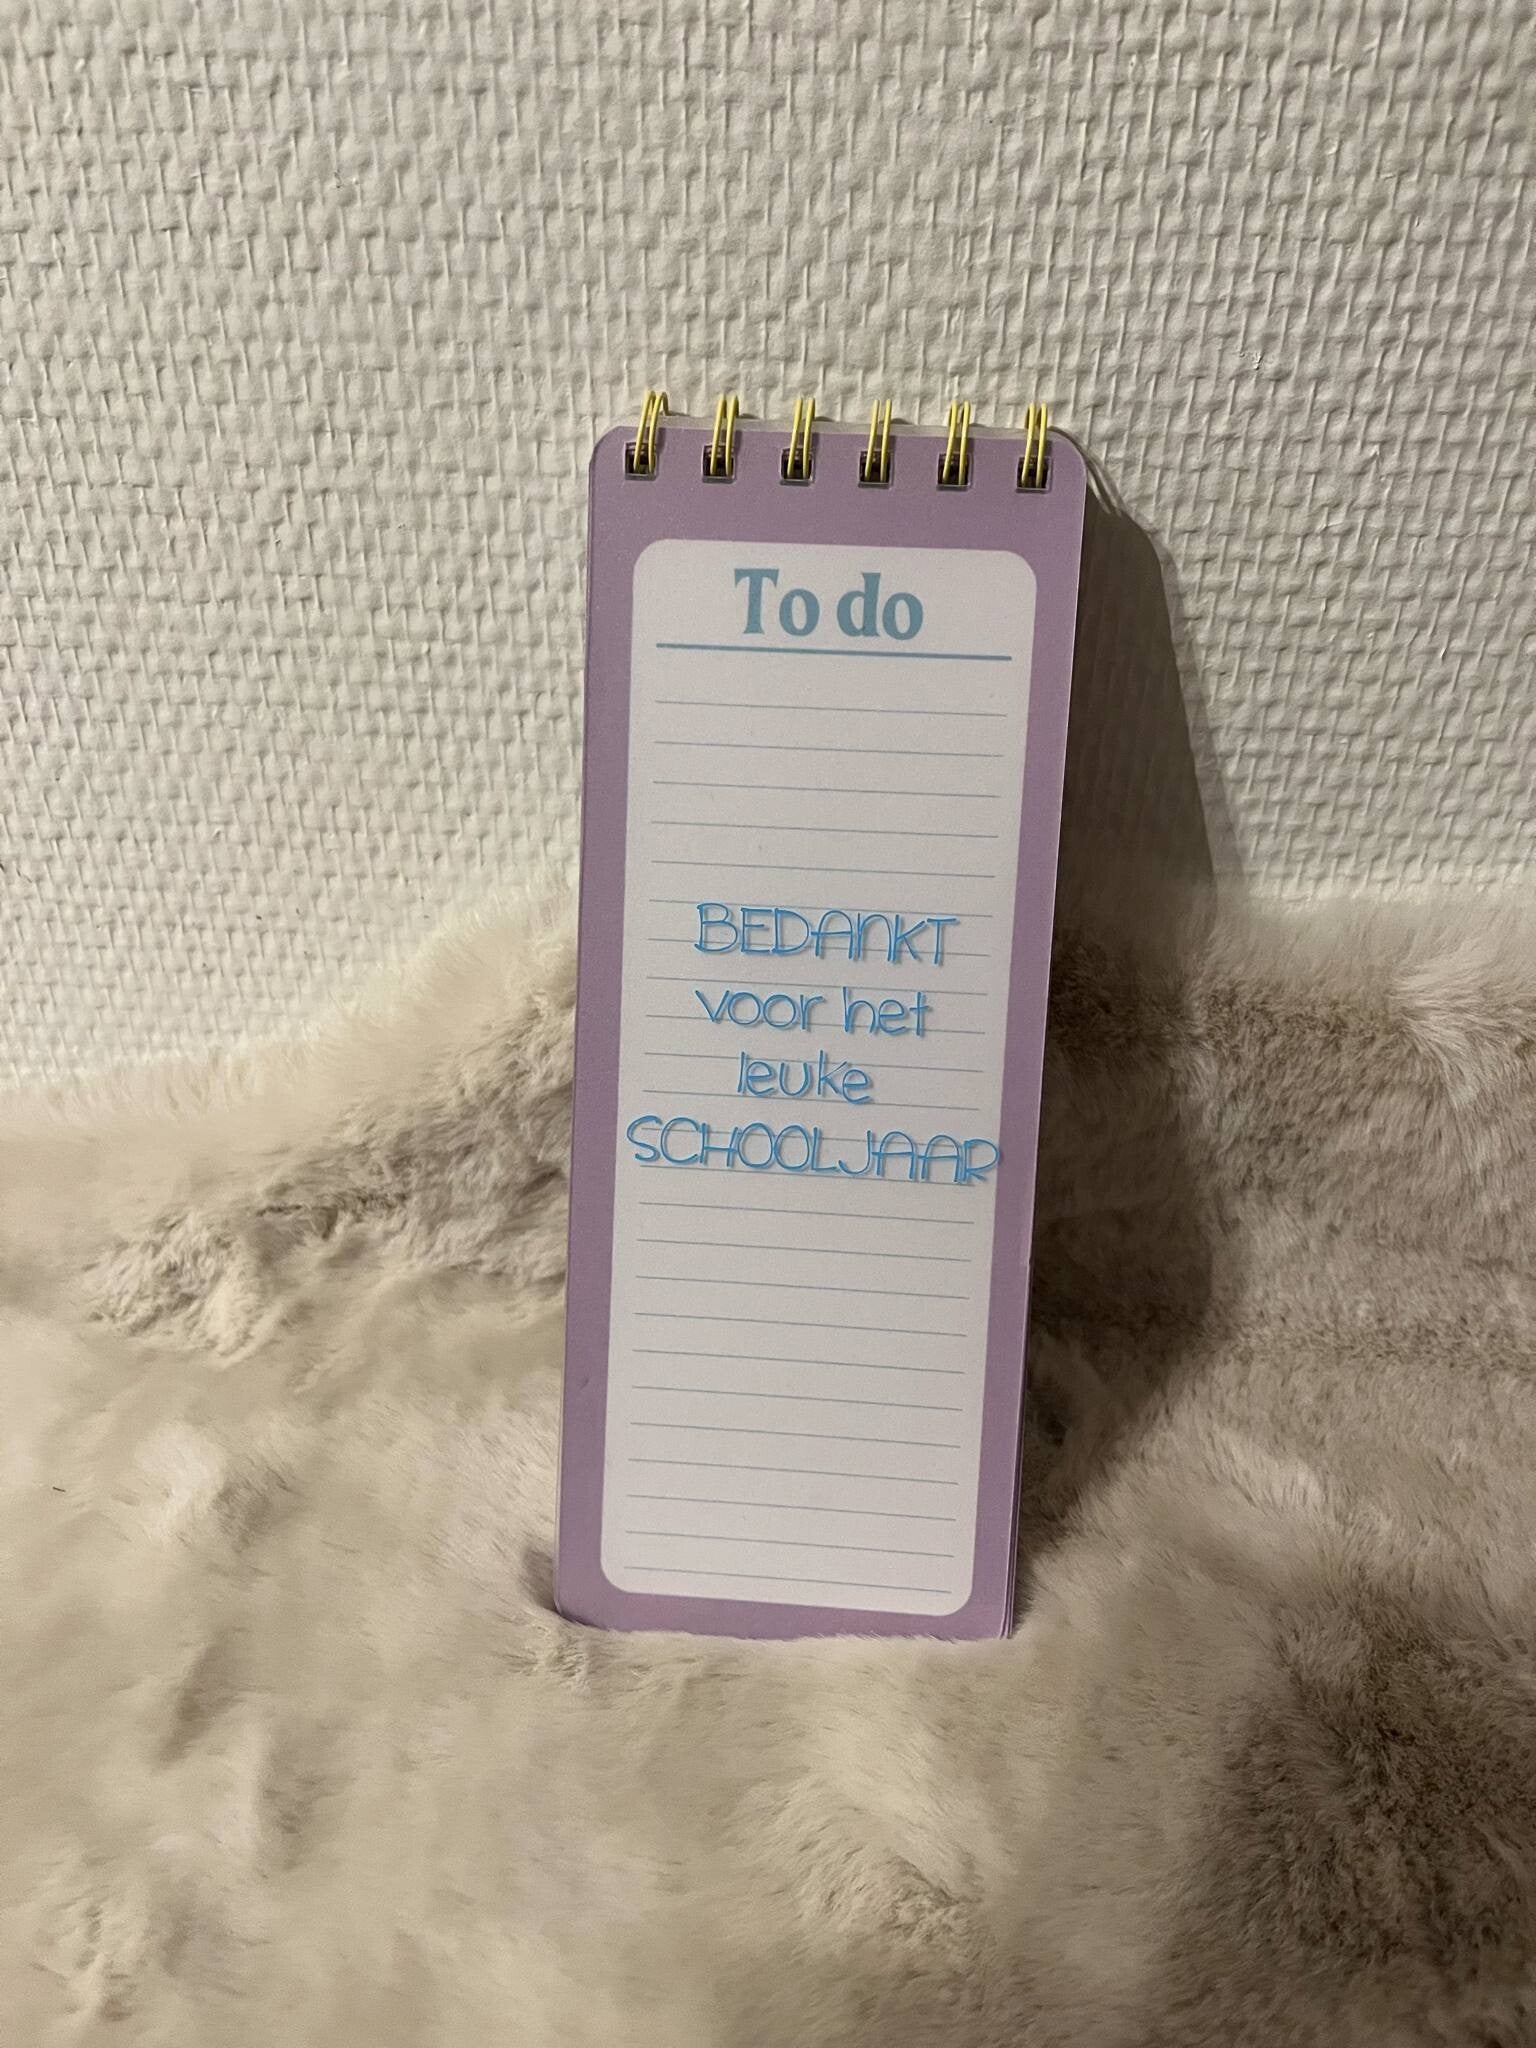 To do
BEDANKT
voor het
leuke
SCHOOLJAAR